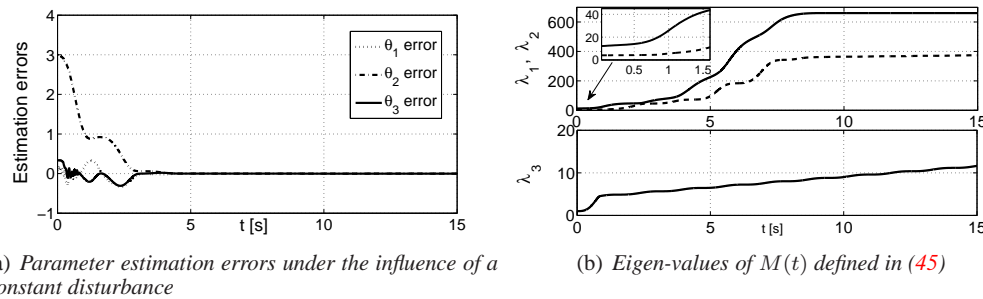 4
3
2
1
0
−1
Estimation errors
θ1 error
θ2 error
θ3 error
0 5 10 15
t [s]
a) Parameter estimation errors under the influence of a
onstant disturbance
600
400
200
0
λ1, λ2
40
20
0
0.5 1 1.5
0 5 10 15
20
10
0
λ3
0 5 10 15
t [s]
(b) Eigen-values of M(t) defined in (45)